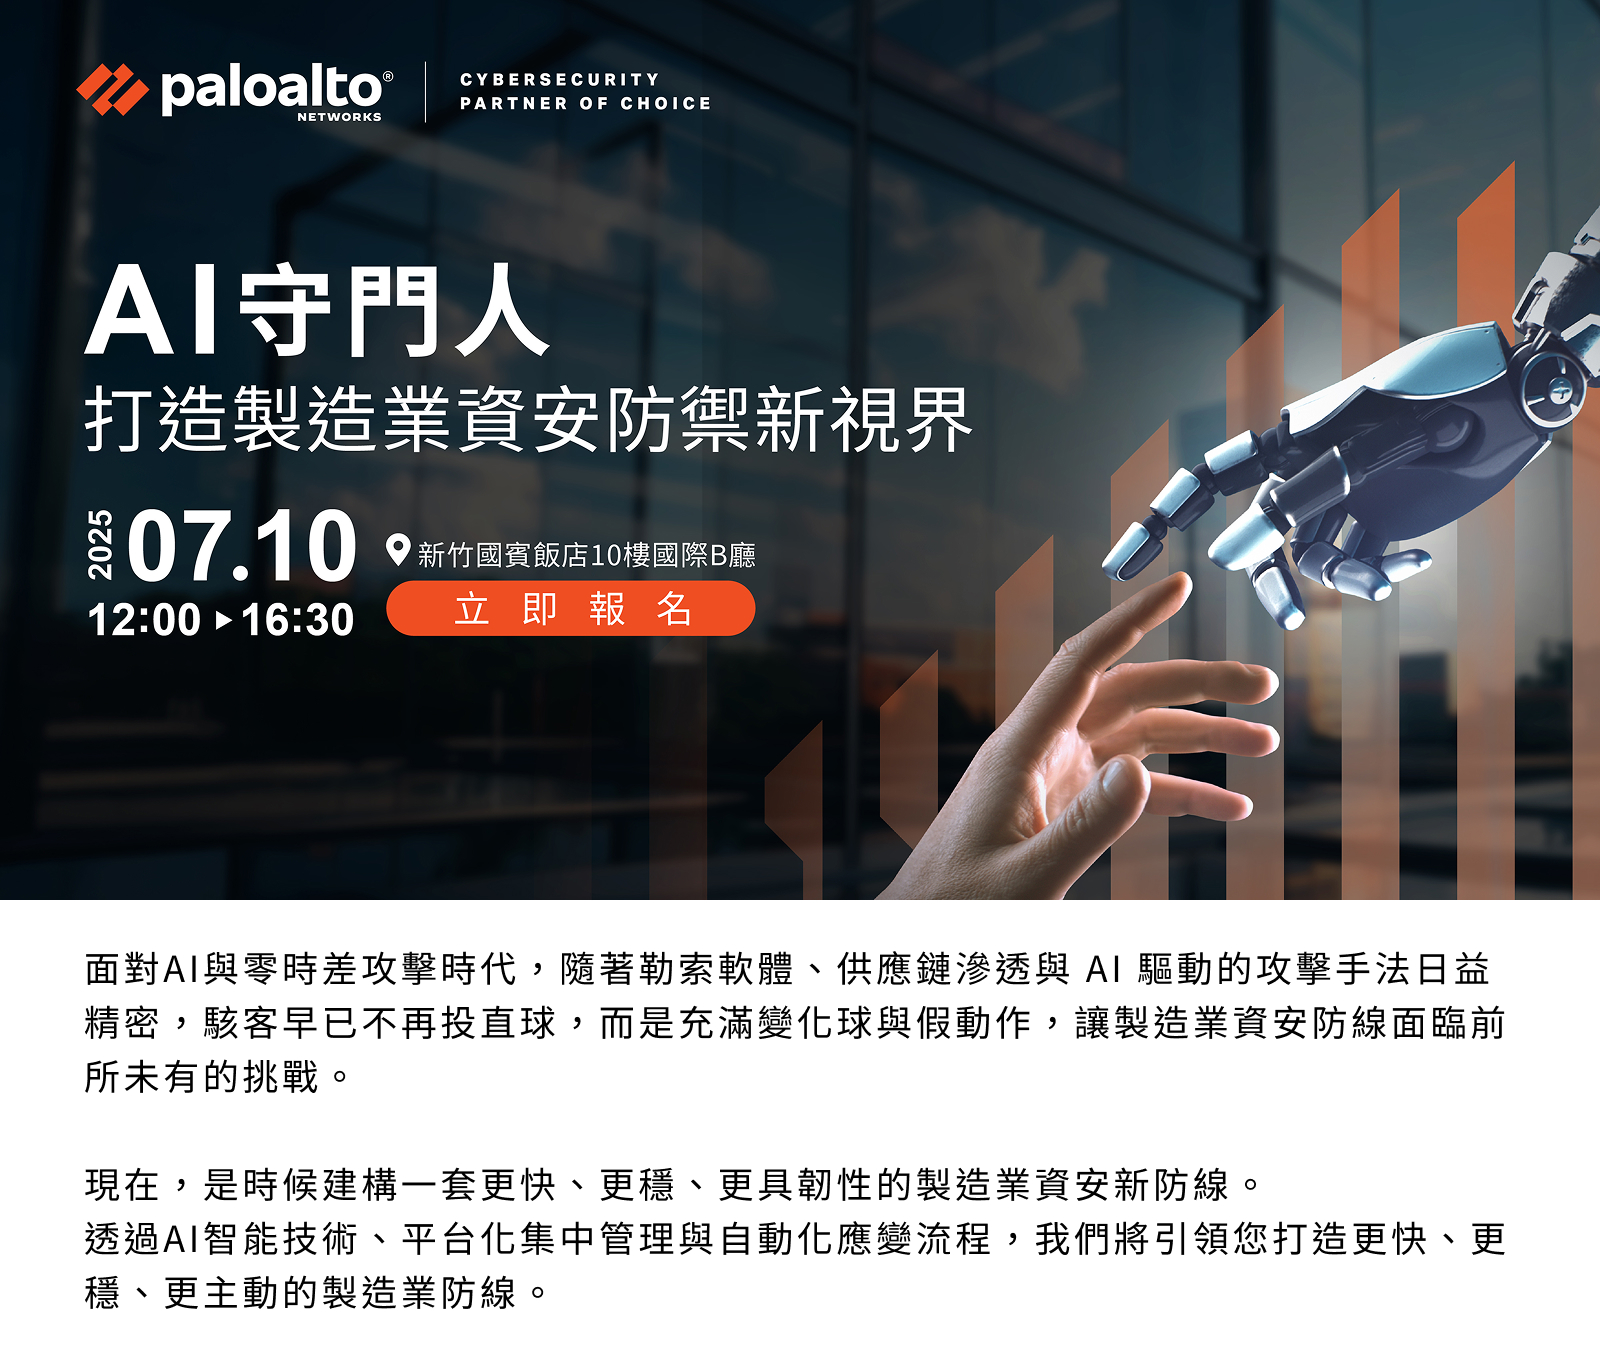 paloalto®
NETWORKS
CYBERSECURITY
PARTNER OF CHOICE
AI守門人
打造製造業資安防禦新視界
2025
07.10
12:00 ▶ 16:30
新竹國賓飯店10樓國際B廳
立即報名
面對AI與零時差攻擊時代，隨著勒索軟體、供應鏈滲透與 AI 驅動的攻擊手法日益
精密，駭客早已不再投直球，而是充滿變化球與假動作，讓製造業資安防線面臨前
所未有的挑戰。
現在，是時候建構一套更快、更穩、更具韌性的製造業資安新防線。
透過AI智能技術、平台化集中管理與自動化應變流程，我們將引領您打造更快、更
穩、更主動的製造業防線。